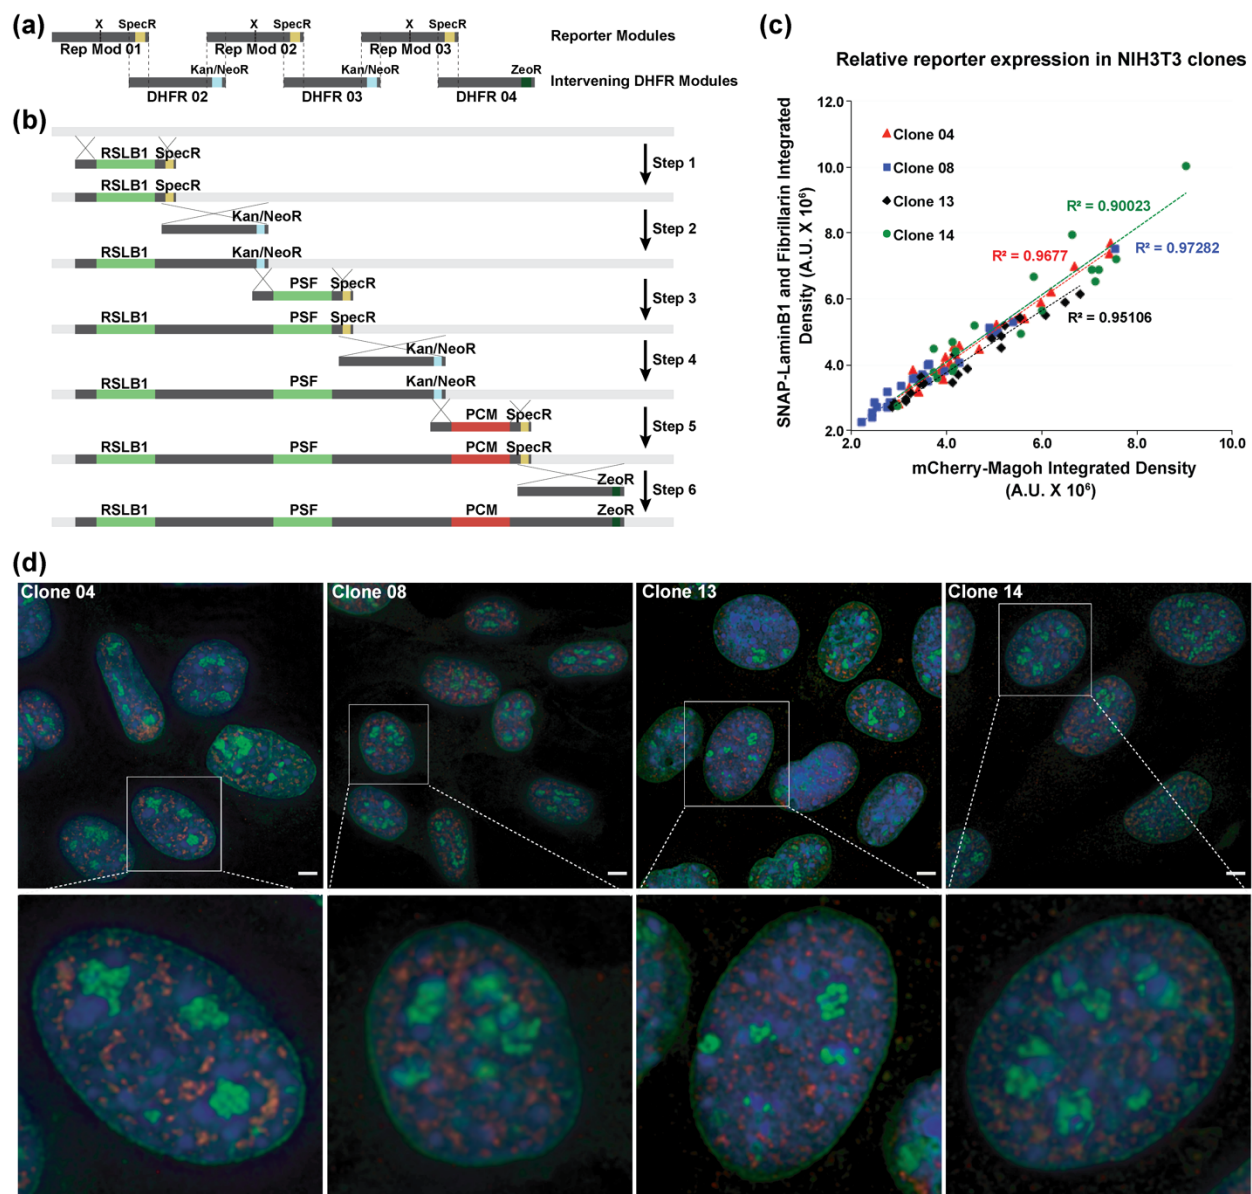 (a)
X SpecR X SpecR X SpecR
Rep Mod 01 Rep Mod 02 Rep Mod 03 Reporter Modules
Kan/NeoR Kan/NeoR ZeoR
Intervening DHFR Modules
DHFR 02 DHFR 03 DHFR 04
(b)
RSLB1 SpecR
Step 1
RSLB1 SpecR
Kan/NeoR
Step 2
RSLB1 Kan/NeoR
PSF SpecR
Step 3
RSLB1 PSF SpecR
Kan/NeoR
Step 4
RSLB1 PSF Kan/NeoR
PCM SpecR
Step 5
RSLB1 PSF PCM SpecR
ZeoR
Step 6
RSLB1 PSF PCM ZeoR
(c)
Relative reporter expression in NIH3T3 clones
SNAP-LaminB1 and Fibrillarin Integrated
Density (A.U. X 10⁶)
12.0
10.0
8.0
6.0
4.0
2.0
Clone 04
Clone 08
Clone 13
Clone 14
R² = 0.90023
R² = 0.9677
R² = 0.97282
R² = 0.95106
2.0 4.0 6.0 8.0 10.0
mCherry-Magoh Integrated Density
(A.U. X 10⁶)
(d)
Clone 04 Clone 08 Clone 13 Clone 14